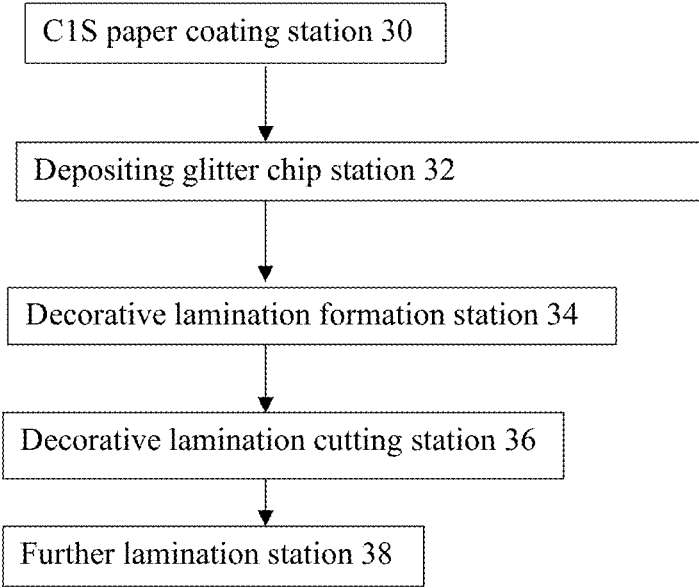 C1S paper coating station 30
Depositing glitter chip station 32
Decorative lamination formation station 34
Decorative lamination cutting station 36
Further lamination station 38